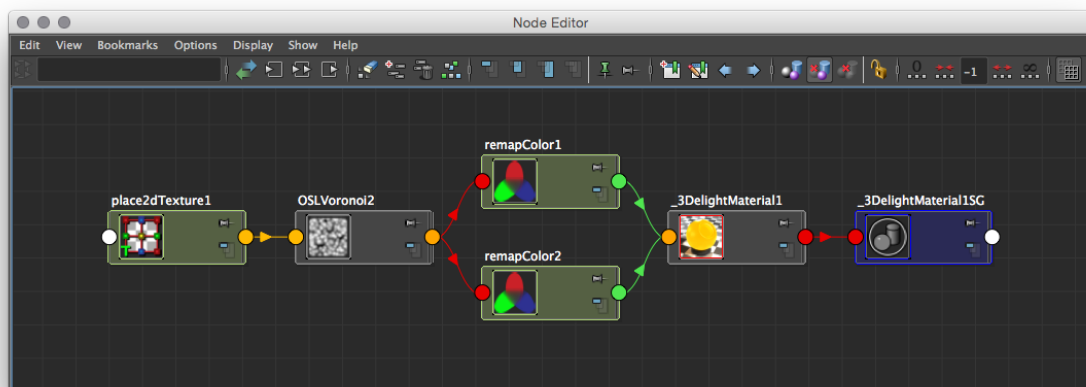 Node Editor
Edit View Bookmarks Options Display Show Help
0 -1 ∞
remapColor1
place2dTexture1 OSLVoronoi2 _3DelightMaterial1 _3DelightMaterial1SG
remapColor2